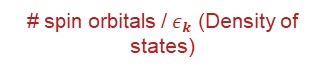 # spin orbitals / ϵₖ (Density of
states)